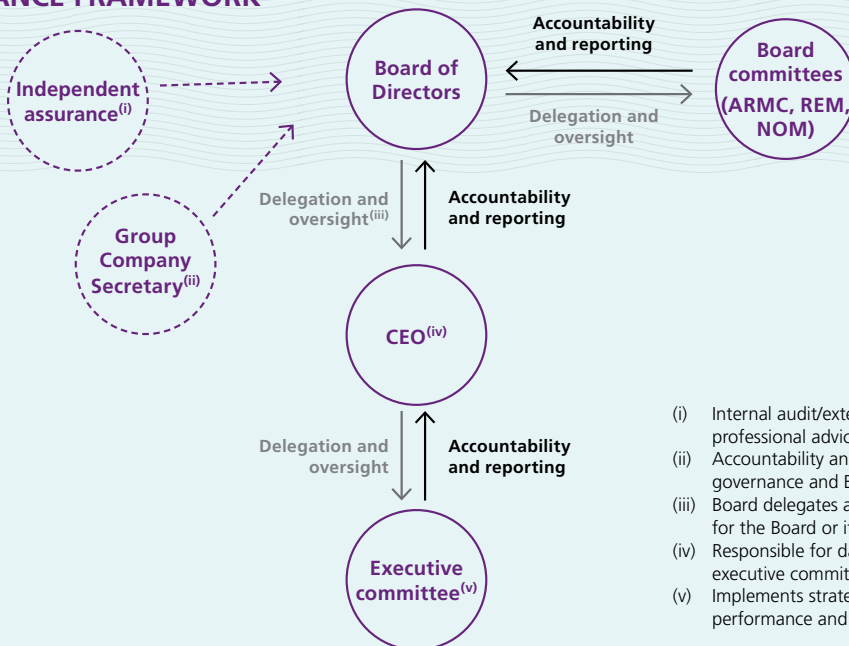 FRAMEWORK
Independent
assurance(i)
Board of
Directors
Accountability
and reporting
Delegation and
oversight
Board
committees
(ARMC, REM,
NOM)
Group
Company
Secretary(ii)
Delegation and
oversight(iii)
Accountability
and reporting
CEO(iv)
Delegation and
oversight
Accountability
and reporting
Executive
committee(v)
(i) Internal audit/exte
professional advic
(ii) Accountability an
governance and B
(iii) Board delegates a
for the Board or i
(iv) Responsible for da
executive commit
(v) Implements strate
performance and